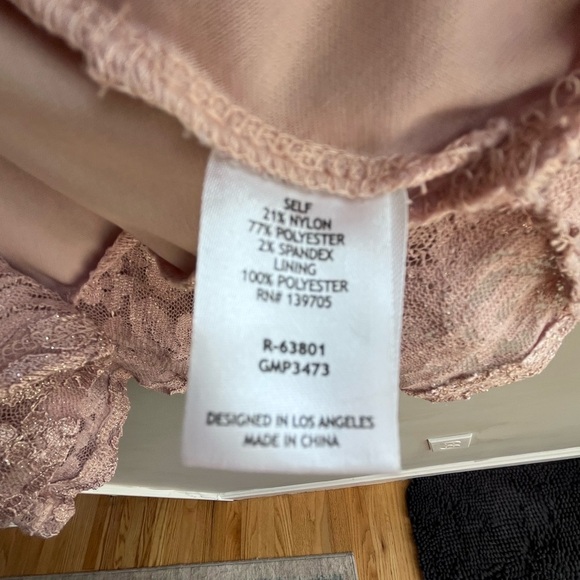 SELF
21% NYLON
77% POLYESTER
2% SPANDEX
LINING
100% POLYESTER
RN# 139705
R-63801
GMP3473
DESIGNED IN LOS ANGELES
MADE IN CHINA